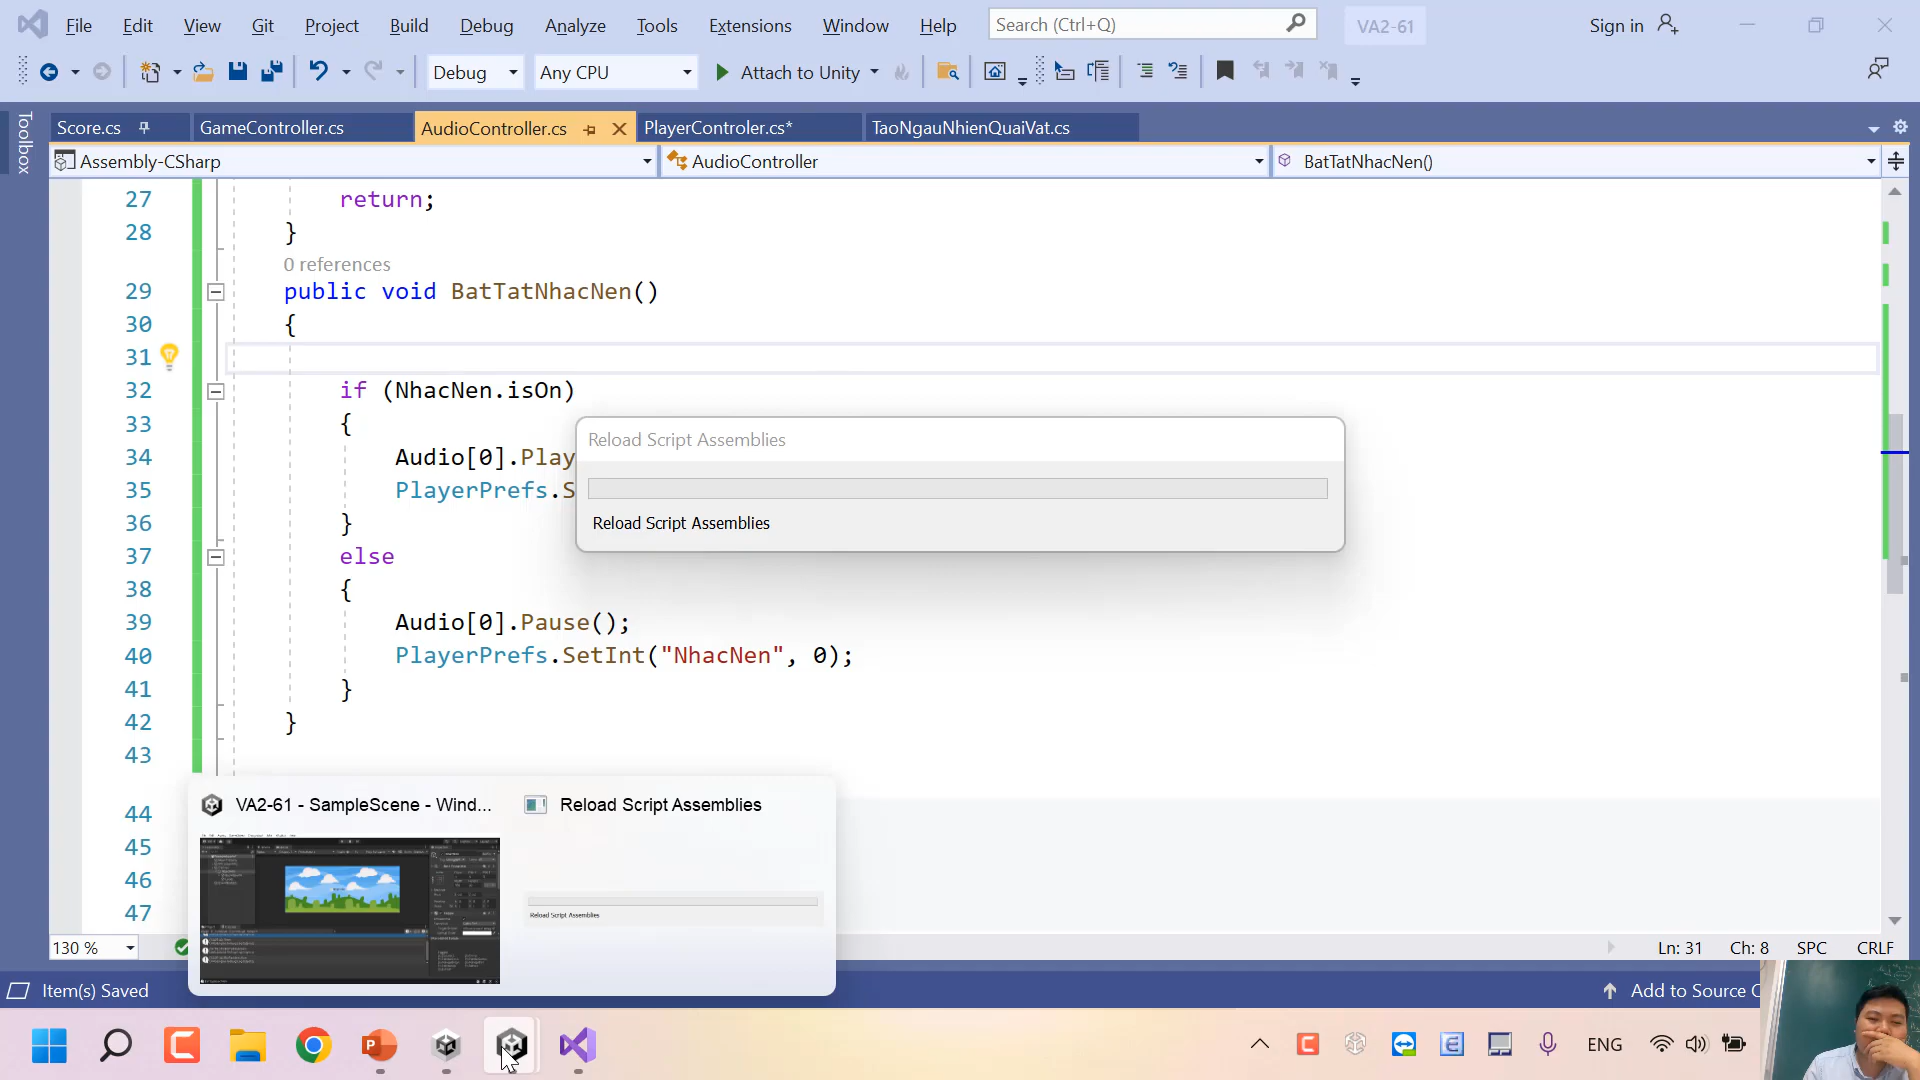 File Edit View Git Project Build Debug Analyze Tools Extensions Window Help Search (Ctrl+Q) VA2-61 Sign in
Debug Any CPU Attach to Unity
Toolbox
Score.cs GameController.cs AudioController.cs PlayerControler.cs* TaoNgauNhienQuaiVat.cs
Assembly-CSharp AudioController BatTatNhacNen()
27 return;
28 }
0 references
29 public void BatTatNhacNen()
30 {
31
32 if (NhacNen.isOn)
33 {
34 Audio[0].Play
35 PlayerPrefs.S
36 }
37 else
38 {
39 Audio[0].Pause();
40 PlayerPrefs.SetInt("NhacNen", 0);
41 }
42 }
43
44
45
46
47
Reload Script Assemblies
Reload Script Assemblies
VA2-61 - SampleScene - Wind... Reload Script Assemblies
Reload Script Assemblies
130 % Ln: 31 Ch: 8 SPC CRLF
Item(s) Saved Add to Source C
ENG